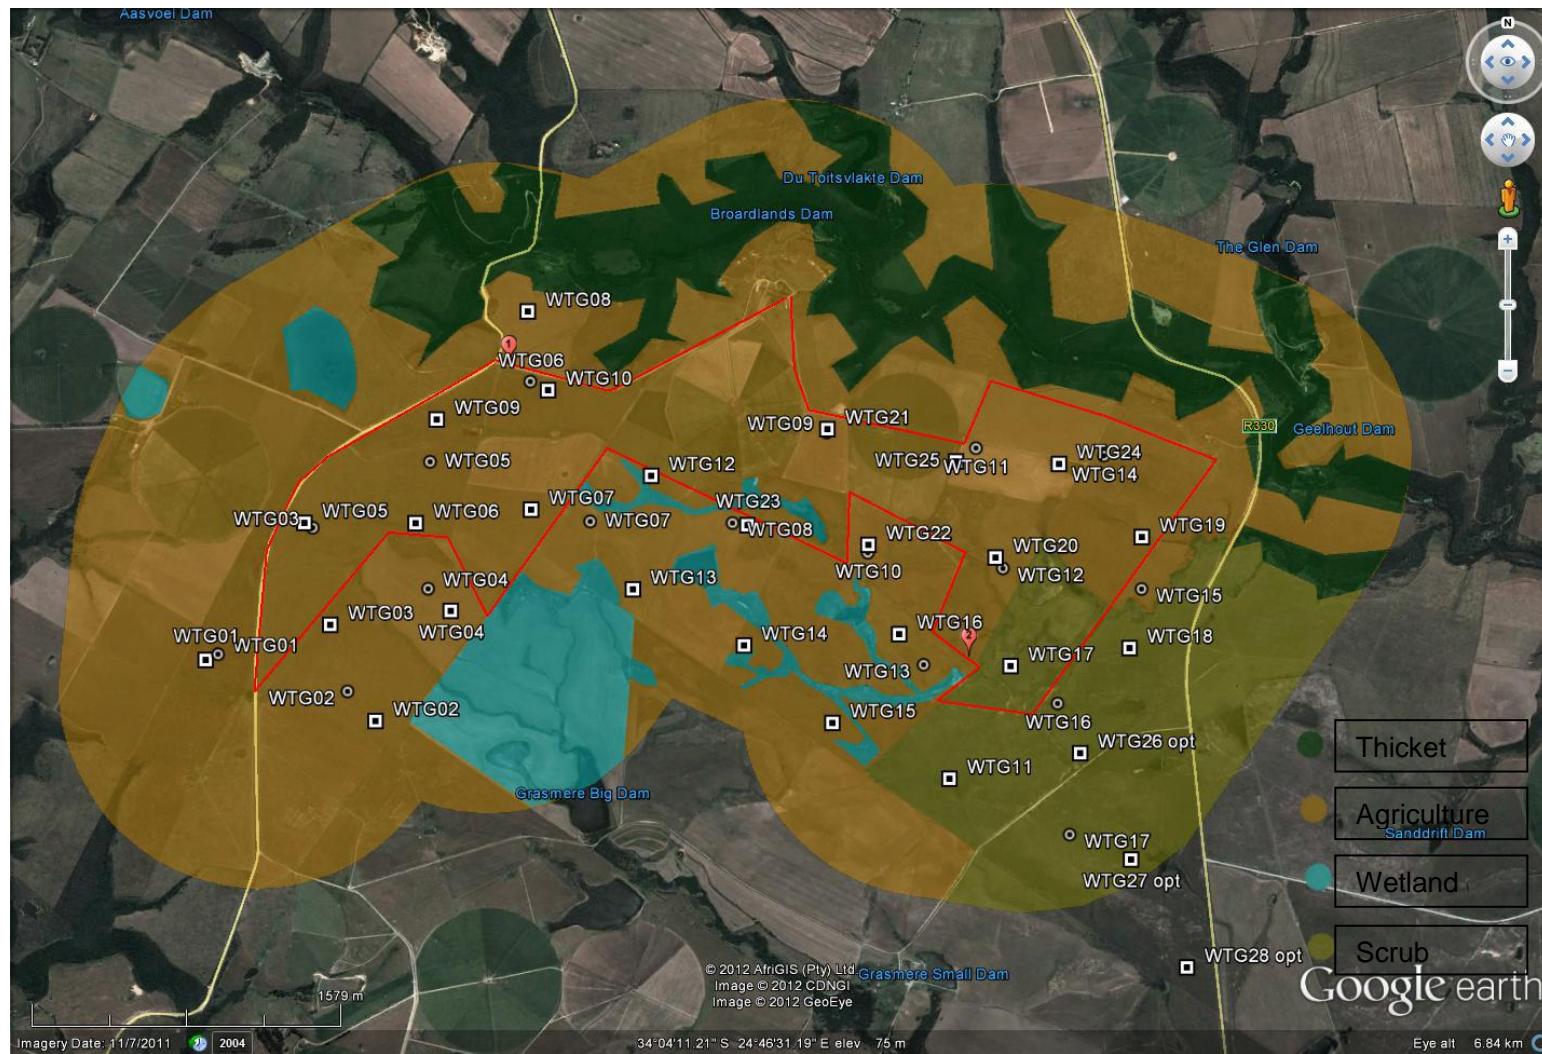 Aasvoel Dam
N
Du Toitsvlakte Dam
Broardlands Dam
The Glen Dam
WTG08
1
WTG06
WTG10
WTG09
WTG21
WTG09
R330
Geelhout Dam
WTG05
WTG12
WTG25
WTG11
WTG24
WTG14
WTG03
WTG05
WTG06
WTG07
WTG07
WTG23
WTG08
WTG22
WTG10
WTG19
WTG20
WTG12
WTG04
WTG13
WTG15
WTG01
WTG01
WTG03
WTG04
WTG14
WTG16
2
WTG13
WTG17
WTG18
WTG02
WTG02
WTG15
WTG16
WTG26 opt
Thicket
WTG11
Grasmere Big Dam
Agriculture
Sanddrift Dam
WTG17
WTG27 opt
Wetland
Scrub
WTG28 opt
© 2012 AfriGIS (Pty) Ltd.
Grasmere Small Dam
Image © 2012 CDNGI
Image © 2012 GeoEye
Google earth
1579 m
Imagery Date: 11/7/2011
2004
34°04'11.21" S 24°46'31.19" E elev 75 m
Eye alt 6.84 km